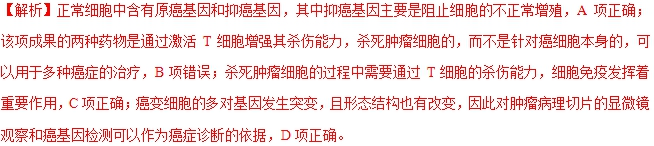 【解析】正常细胞中含有原癌基因和抑癌基因，其中抑癌基因主要是阻止细胞的不正常增殖，A 项正确；
该项成果的两种药物是通过激活 T 细胞增强其杀伤能力，杀死肿瘤细胞的，而不是针对癌细胞本身的，可
以用于多种癌症的治疗，B 项错误；杀死肿瘤细胞的过程中需要通过 T 细胞的杀伤能力，细胞免疫发挥着
重要作用，C 项正确；癌变细胞的多对基因发生突变，且形态结构也有改变，因此对肿瘤病理切片的显微镜
观察和癌基因检测可以作为癌症诊断的依据，D 项正确。